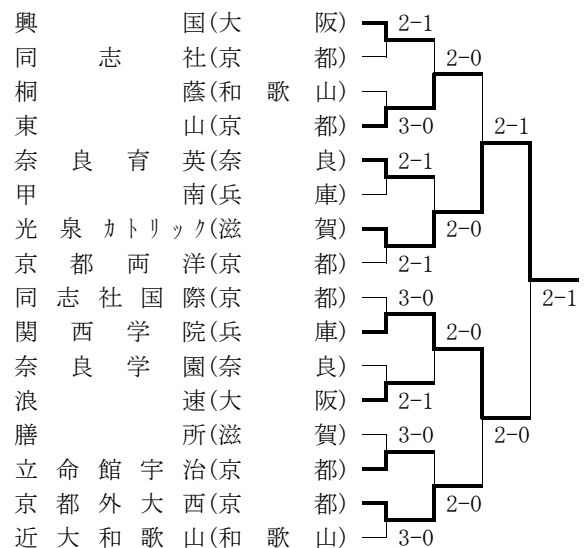 興国(大阪) 2-1
同志社(京都) 2-0
桐蔭(和歌山)
東山(京都) 3-0 2-1
奈良育英(奈良) 2-1
甲南(兵庫)
光泉カトリック(滋賀) 2-0
京都両洋(京都) 2-1
同志社国際(京都) 3-0 2-1
関西学院(兵庫) 2-0
奈良学園(奈良)
浪速(大阪) 2-1
膳所(滋賀) 3-0 2-0
立命館宇治(京都)
京都外大西(京都) 2-0
近大和歌山(和歌山) 3-0